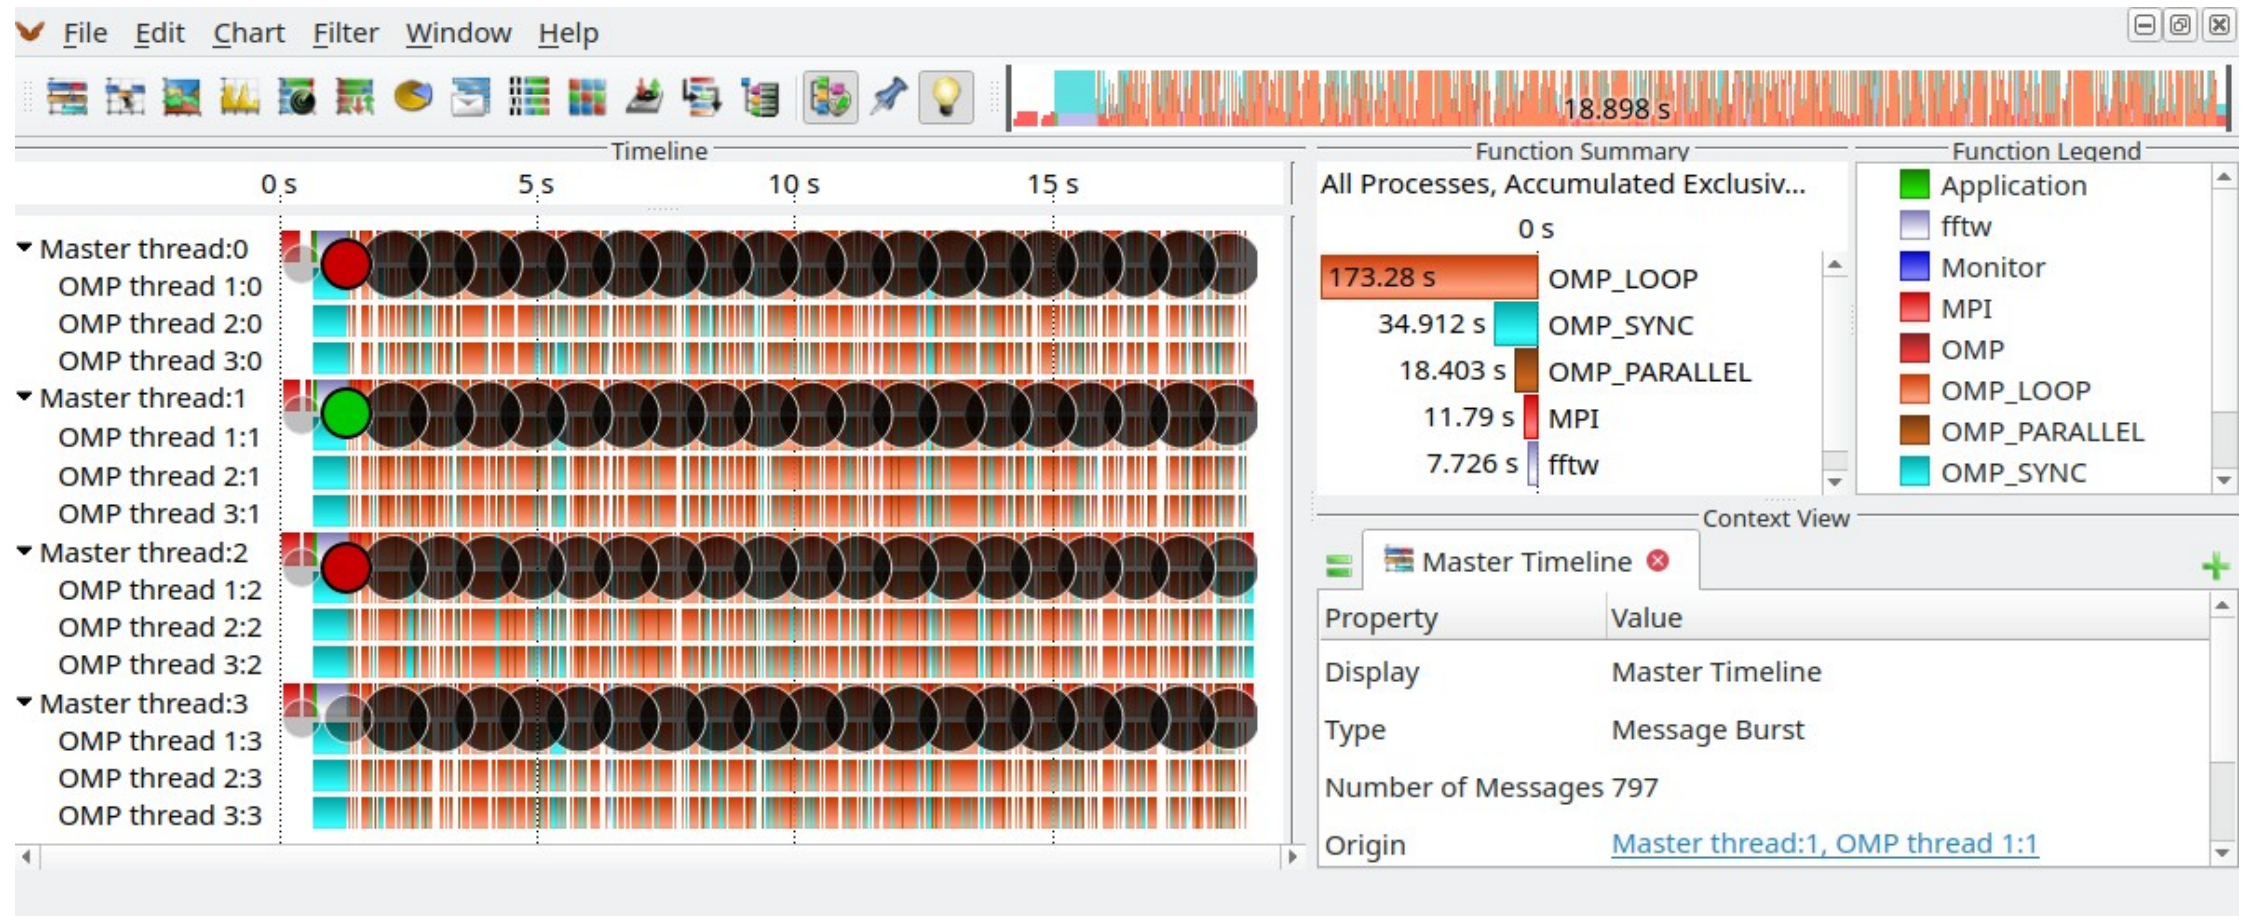 File Edit Chart Filter Window Help
18.898 s
Timeline
0 s 5 s 10 s 15 s
Master thread:0
OMP thread 1:0
OMP thread 2:0
OMP thread 3:0
Master thread:1
OMP thread 1:1
OMP thread 2:1
OMP thread 3:1
Master thread:2
OMP thread 1:2
OMP thread 2:2
OMP thread 3:2
Master thread:3
OMP thread 1:3
OMP thread 2:3
OMP thread 3:3
Function Summary
All Processes, Accumulated Exclusiv...
0 s
173.28 s OMP_LOOP
34.912 s OMP_SYNC
18.403 s OMP_PARALLEL
11.79 s MPI
7.726 s fftw
Function Legend
Application
fftw
Monitor
MPI
OMP
OMP_LOOP
OMP_PARALLEL
OMP_SYNC
Context View
Master Timeline
Property Value
Display Master Timeline
Type Message Burst
Number of Messages 797
Origin Master thread:1, OMP thread 1:1